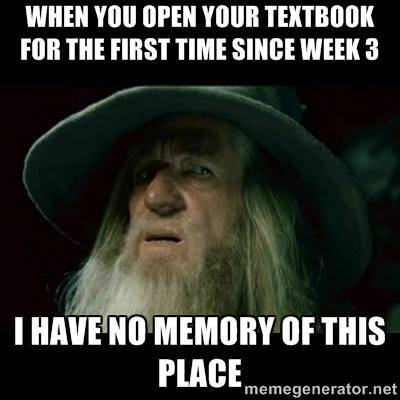 WHEN YOU OPEN YOUR TEXTBOOK
FOR THE FIRST TIME SINCE WEEK 3
I HAVE NO MEMORY OF THIS
PLACE
memegenerator.net